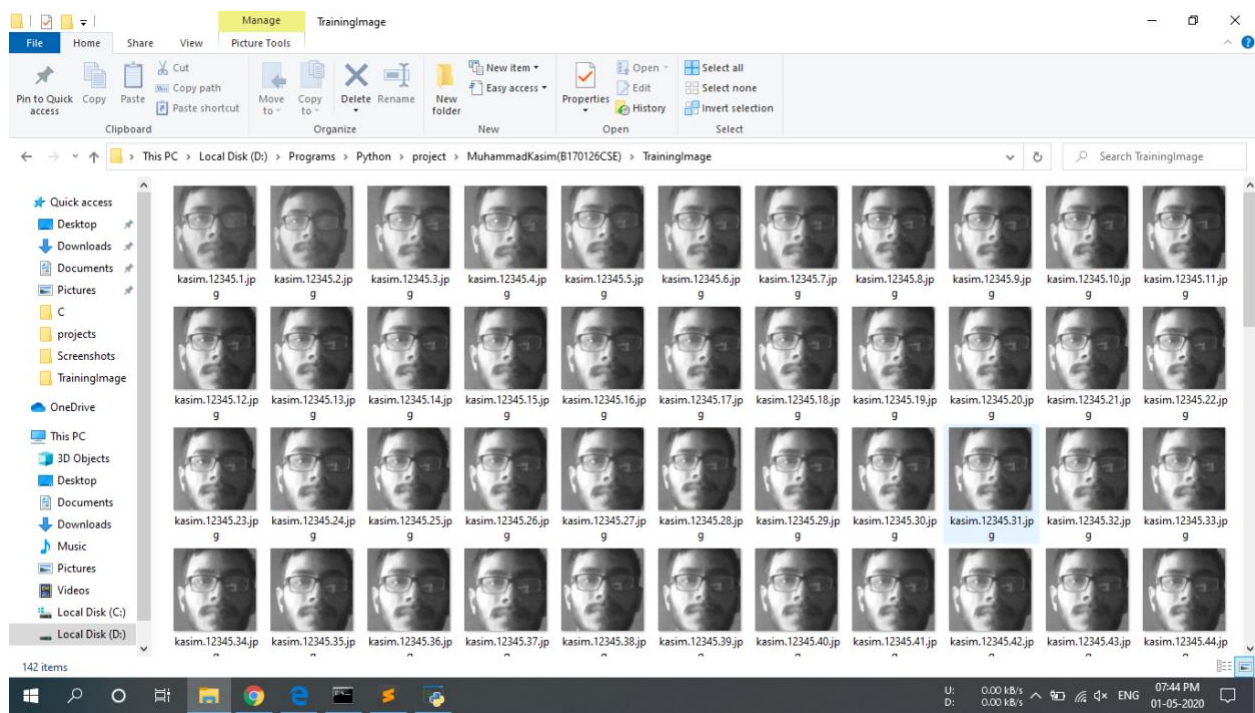 Manage TrainingImage
File Home Share View Picture Tools
Pin to Quick access
Copy
Paste
Cut
Copy path
Paste shortcut
Clipboard
Move to
Copy to
Delete
Rename
Organize
New folder
New item
Easy access
New
Properties
Open
Edit
History
Open
Select all
Select none
Invert selection
Select
This PC > Local Disk (D:) > Programs > Python > project > MuhammadKasim(B170126CSE) > TrainingImage
Search TrainingImage
Quick access
Desktop
Downloads
Documents
Pictures
C
projects
Screenshots
TrainingImage
OneDrive
This PC
3D Objects
Desktop
Documents
Downloads
Music
Pictures
Videos
Local Disk (C:)
Local Disk (D:)
kasim.12345.1.jpg kasim.12345.2.jpg kasim.12345.3.jpg kasim.12345.4.jpg kasim.12345.5.jpg kasim.12345.6.jpg kasim.12345.7.jpg kasim.12345.8.jpg kasim.12345.9.jpg kasim.12345.10.jpg kasim.12345.11.jpg
kasim.12345.12.jpg kasim.12345.13.jpg kasim.12345.14.jpg kasim.12345.15.jpg kasim.12345.16.jpg kasim.12345.17.jpg kasim.12345.18.jpg kasim.12345.19.jpg kasim.12345.20.jpg kasim.12345.21.jpg kasim.12345.22.jpg
kasim.12345.23.jpg kasim.12345.24.jpg kasim.12345.25.jpg kasim.12345.26.jpg kasim.12345.27.jpg kasim.12345.28.jpg kasim.12345.29.jpg kasim.12345.30.jpg kasim.12345.31.jpg kasim.12345.32.jpg kasim.12345.33.jpg
kasim.12345.34.jpg kasim.12345.35.jpg kasim.12345.36.jpg kasim.12345.37.jpg kasim.12345.38.jpg kasim.12345.39.jpg kasim.12345.40.jpg kasim.12345.41.jpg kasim.12345.42.jpg kasim.12345.43.jpg kasim.12345.44.jpg
142 items
U: 0.00 kB/s
D: 0.00 kB/s
ENG
07:44 PM
01-05-2020